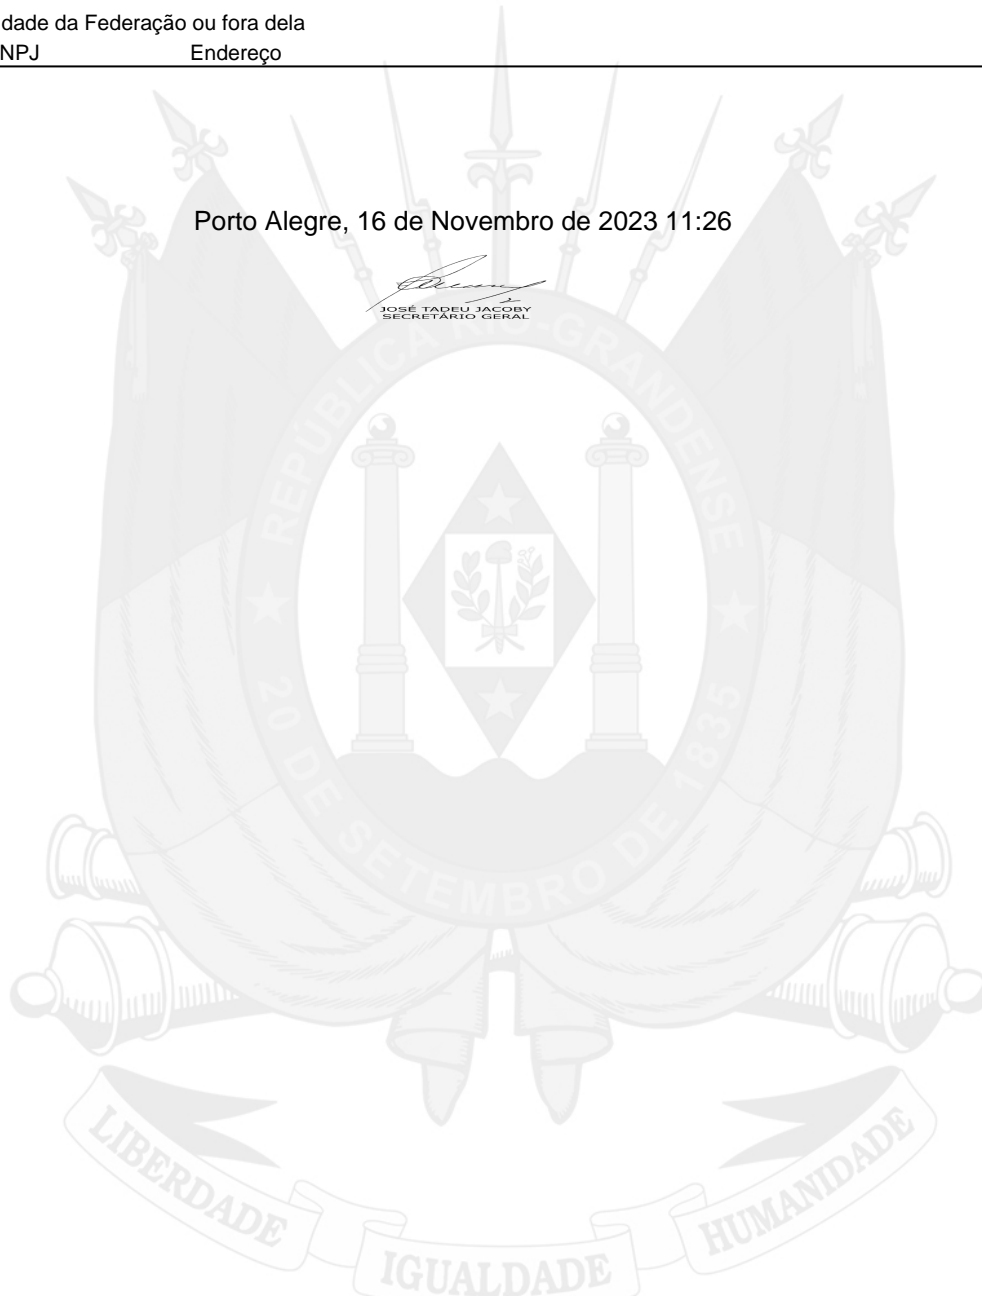 dade da Federação ou fora dela
NPJ Endereço
Porto Alegre, 16 de Novembro de 2023 11:26
JOSÉ TADEU JACOBY
SECRETÁRIO GERAL
REPÚBLICA RIO-GRANDENSE
20 DE SETEMBRO DE 1835
LIBERDADE
IGUALDADE
HUMANIDADE